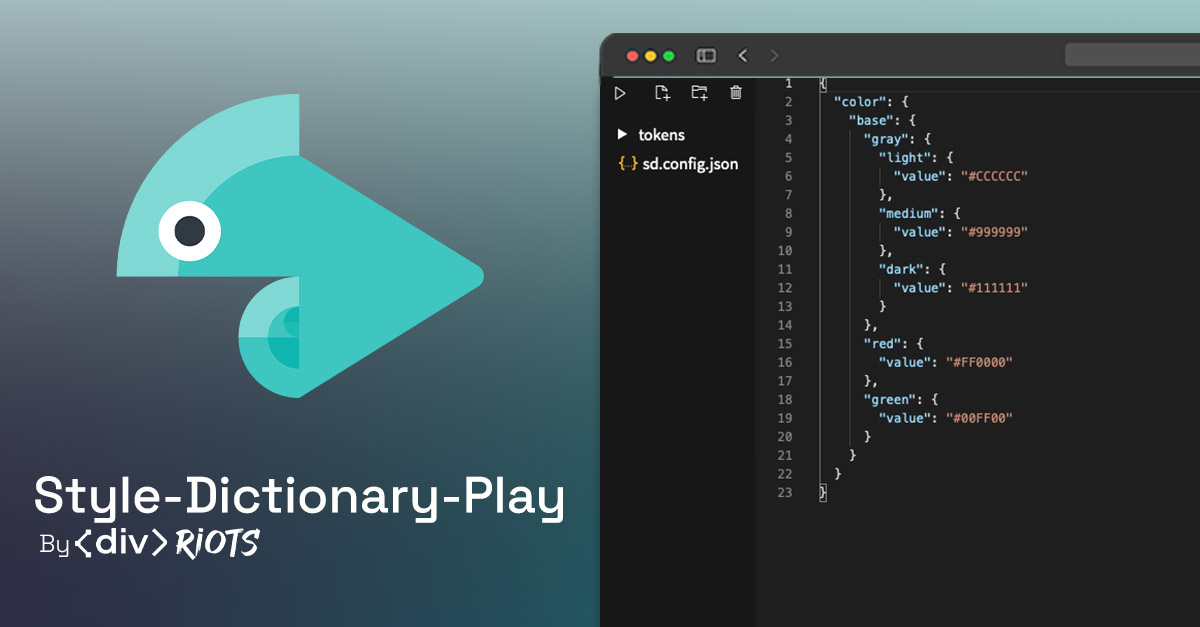 Style-Dictionary-Play
By <div> RIOTS
tokens
{..} sd.config.json
1 {
2 "color": {
3 "base": {
4 "gray": {
5 "light": {
6 "value": "#CCCCCC"
7 },
8 "medium": {
9 "value": "#999999"
10 },
11 "dark": {
12 "value": "#111111"
13 }
14 },
15 "red": {
16 "value": "#FF0000"
17 },
18 "green": {
19 "value": "#00FF00"
20 }
21 }
22 }
23 }